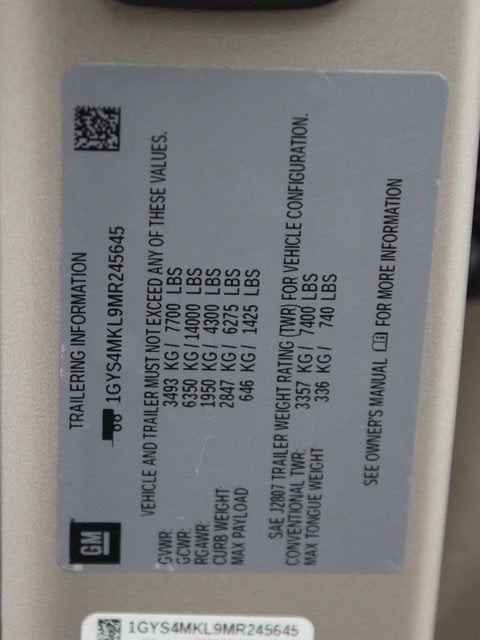 GM
TRAILERING INFORMATION
1GYS4MKL9MR245645
VEHICLE AND TRAILER MUST NOT EXCEED ANY OF THESE VALUES.
GVWR: 3493 KG / 7700 LBS
GCWR: 6350 KG / 14000 LBS
RGAWR: 1950 KG / 4300 LBS
CURB WEIGHT: 2847 KG / 6275 LBS
MAX PAYLOAD: 646 KG / 1425 LBS
SAE J2807 TRAILER WEIGHT RATING (TWR) FOR VEHICLE CONFIGURATION.
CONVENTIONAL TWR: 3357 KG / 7400 LBS
MAX TONGUE WEIGHT 336 KG / 740 LBS
SEE OWNER'S MANUAL FOR MORE INFORMATION
1GYS4MKL9MR245645